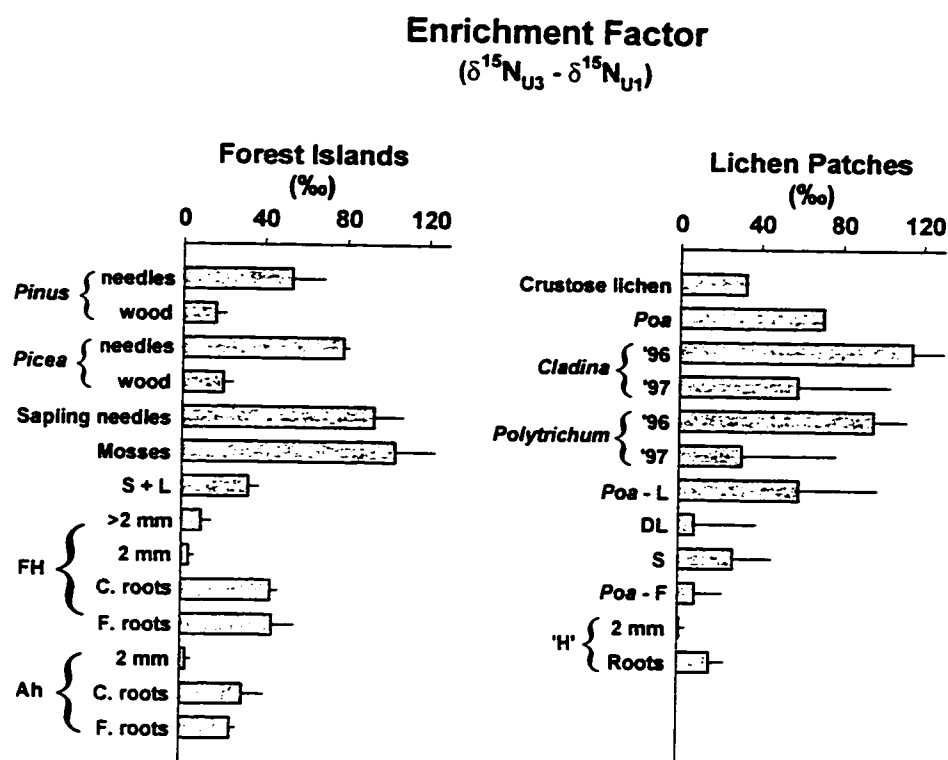 Enrichment Factor
(δ¹⁵N_U3 - δ¹⁵N_U1)
Forest Islands
(‰)
0 40 80 120
Pinus { needles
wood
Picea { needles
wood
Sapling needles
Mosses
S + L
FH { >2 mm
2 mm
C. roots
F. roots
Ah { 2 mm
C. roots
F. roots
Lichen Patches
(‰)
0 40 80 120
Crustose lichen
Poa
Cladina { '96
'97
Polytrichum { '96
'97
Poa - L
DL
S
Poa - F
'H' { 2 mm
Roots